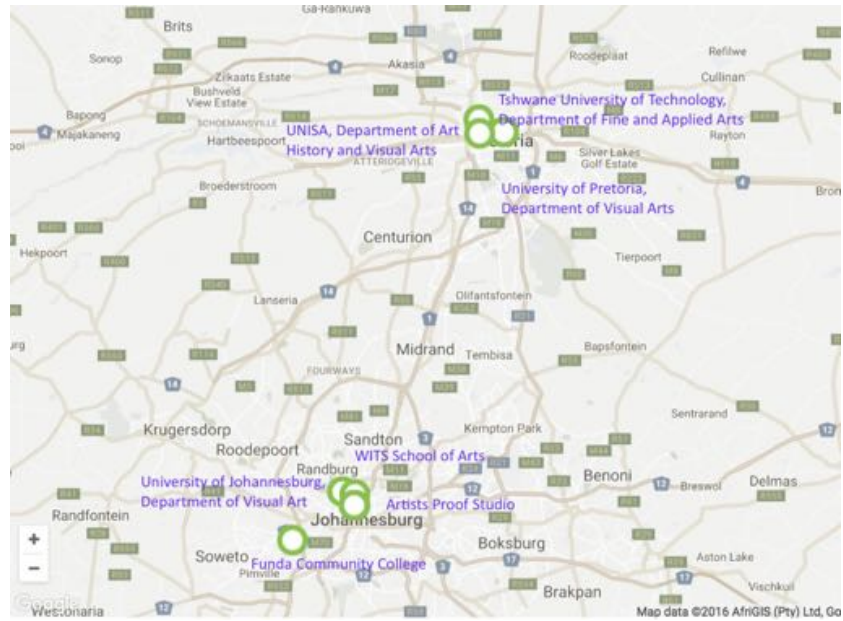 Ga-Rankuwa
Brits
Sonop
Akasia
Roodeplaat
Refilwe
Cullinan
Zilkaats Estate
Bushveld
View Estate
Bapong
Majakaneng
SCHOEMANSVILLE
Hartbeespoort
Tshwane University of Technology,
Department of Fine and Applied Arts
UNISA, Department of Art
History and Visual Arts
Rayton
ATTERIDGEVILLE
Silver Lakes
Golf Estate
Broederstroom
University of Pretoria,
Department of Visual Arts
Centurion
Hekpoort
Tierpoort
Lanseria
Olifantsfontein
Midrand
Tembisa
Bapsfontein
FOURWAYS
Sentrarand
Krugersdorp
Kempton Park
Sandton
Roodepoort
WITS School of Arts
Randburg
Benoni
Delmas
University of Johannesburg,
Department of Visual Art
Breswol
Artists Proof Studio
Randfontein
Johannesburg
Boksburg
Soweto
Funda Community College
Aston Lake
Pimville
Brakpan
Vischkuil
Westonaria
Google
Map data ©2016 AfriGIS (Pty) Ltd, Go